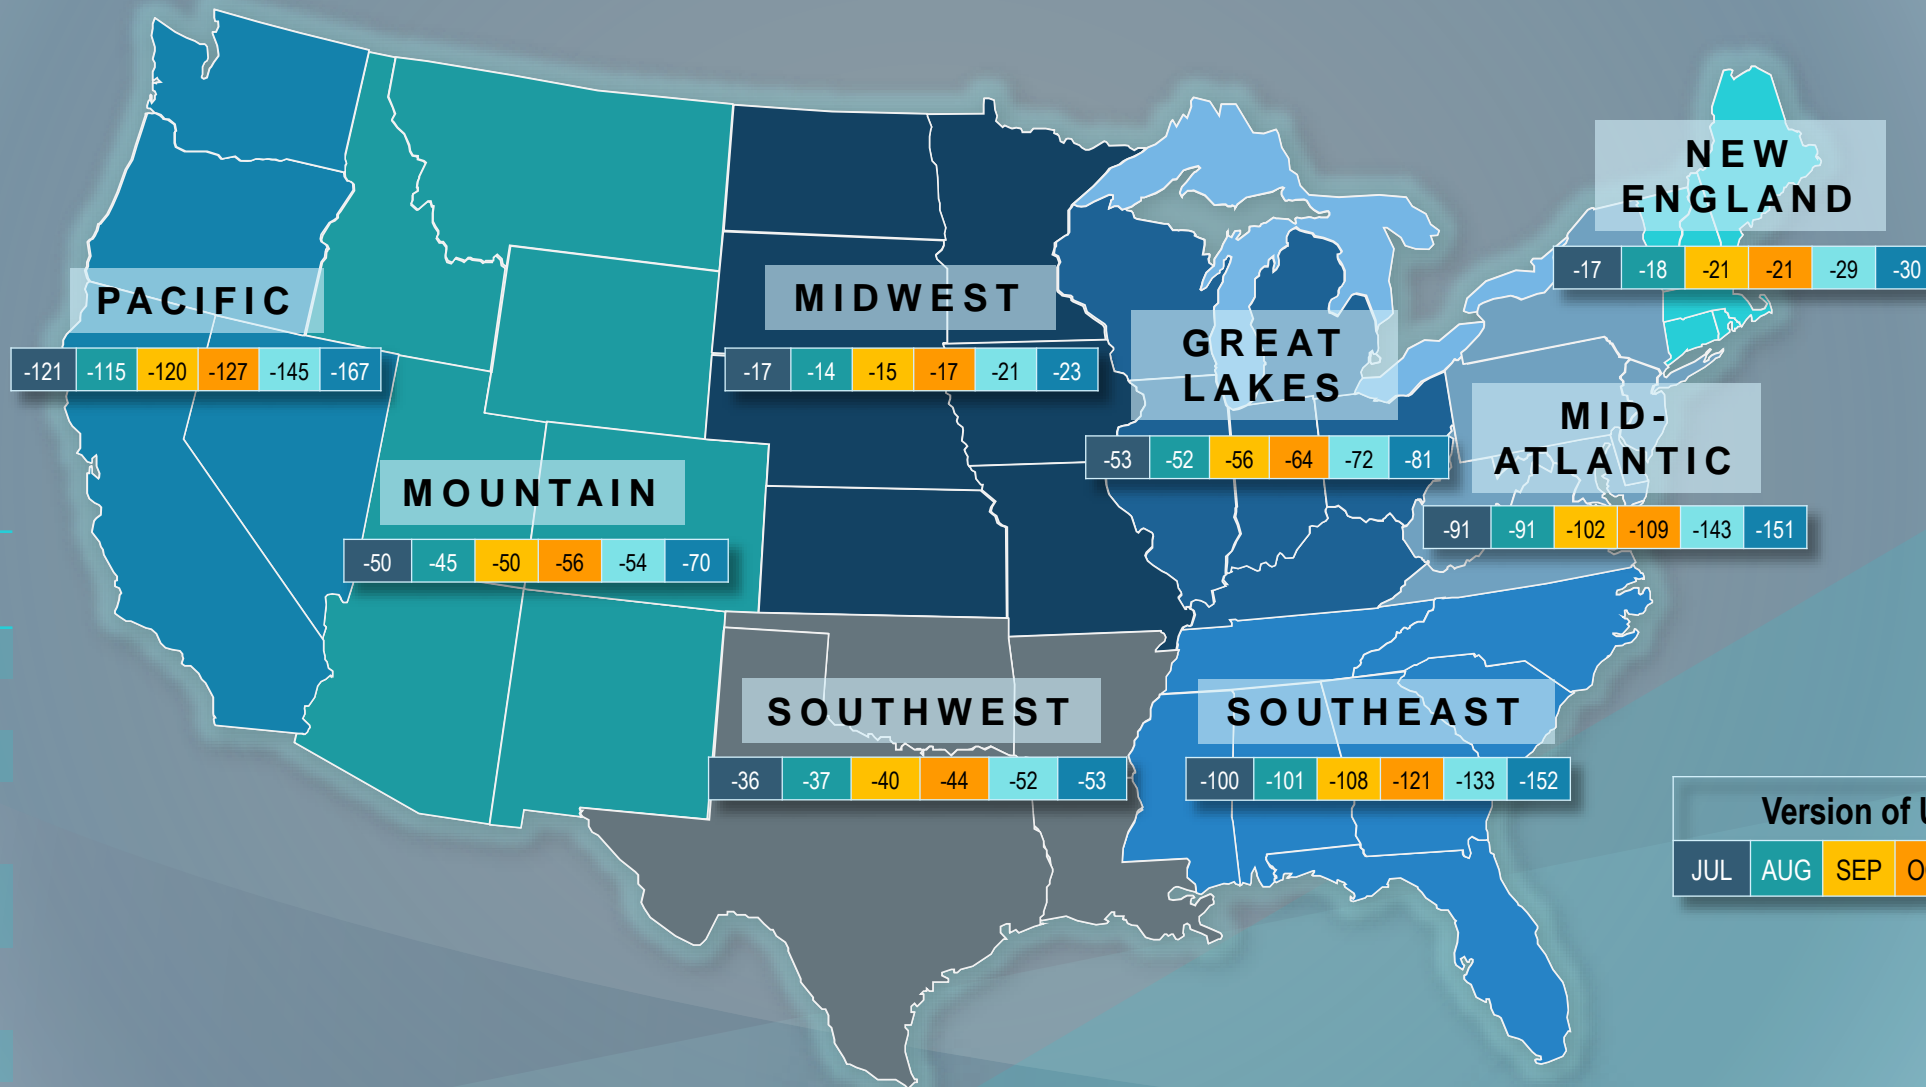 NEW
ENGLAND
-17 -18 -21 -21 -29 -30
PACIFIC
-121 -115 -120 -127 -145 -167
MIDWEST
-17 -14 -15 -17 -21 -23
GREAT
LAKES
-53 -52 -56 -64 -72 -81
MID-
ATLANTIC
-91 -91 -102 -109 -143 -151
MOUNTAIN
-50 -45 -50 -56 -54 -70
SOUTHWEST
-36 -37 -40 -44 -52 -53
SOUTHEAST
-100 -101 -108 -121 -133 -152
Version of
JUL AUG SEP